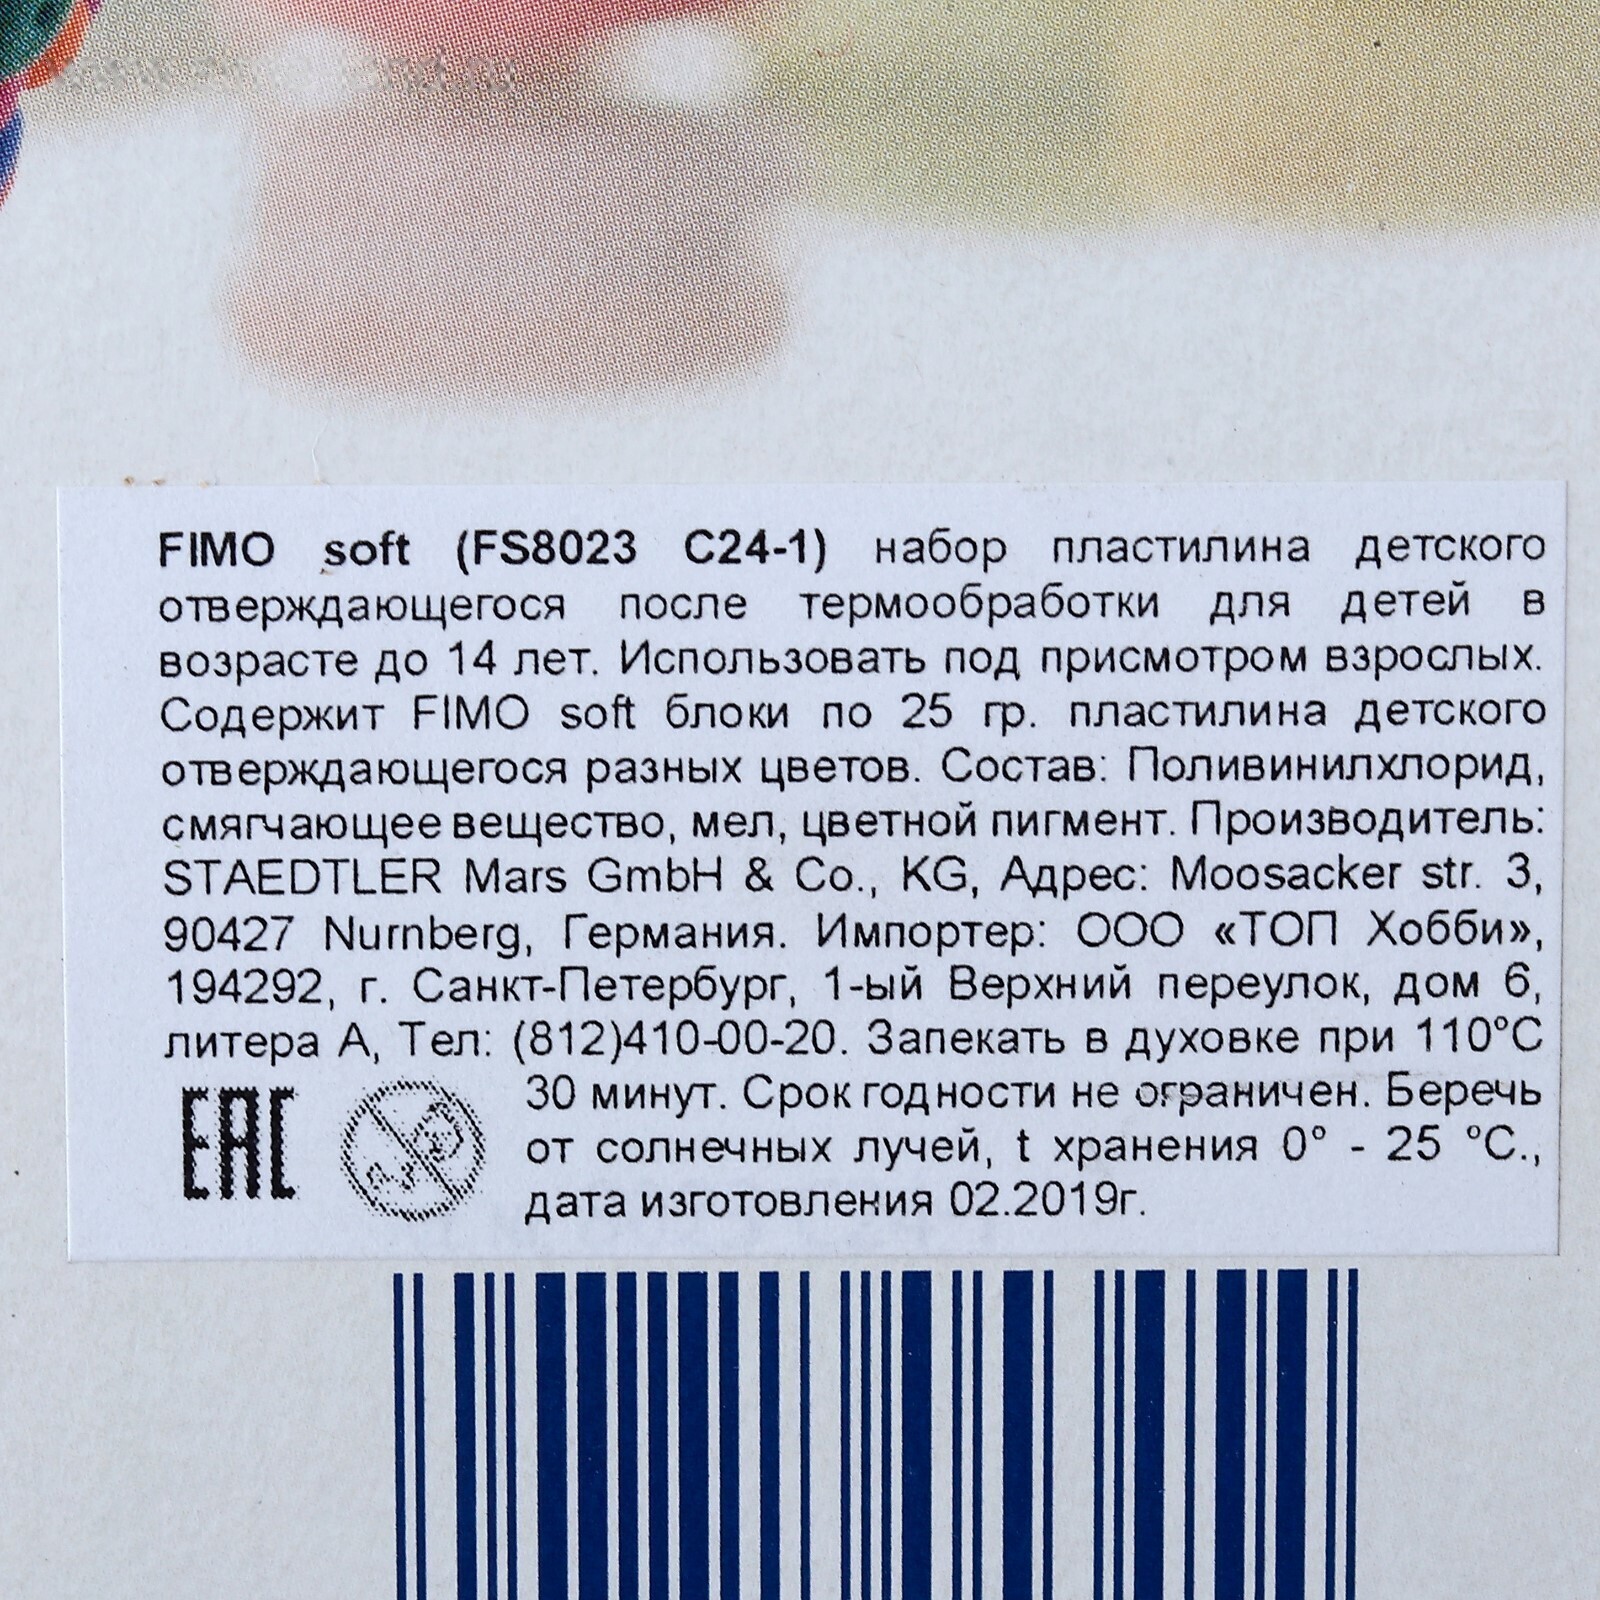 FIMO soft (FS8023 C24-1) набор пластилина детского
отверждающегося после термообработки для детей в
возрасте до 14 лет. Использовать под присмотром взрослых.
Содержит FIMO soft блоки по 25 гр. пластилина детского
отверждающегося разных цветов. Состав: Поливинилхлорид,
смягчающее вещество, мел, цветной пигмент. Производитель:
STAEDTLER Mars GmbH & Co., KG, Адрес: Moosacker str. 3,
90427 Nurnberg, Германия. Импортер: ООО «ТОП Хобби»,
194292, г. Санкт-Петербург, 1-ый Верхний переулок, дом 6,
литера А, Тел: (812)410-00-20. Запекать в духовке при 110°С
30 минут. Срок годности не ограничен. Беречь
от солнечных лучей, t хранения 0° - 25 °С.,
дата изготовления 02.2019г.
EAC